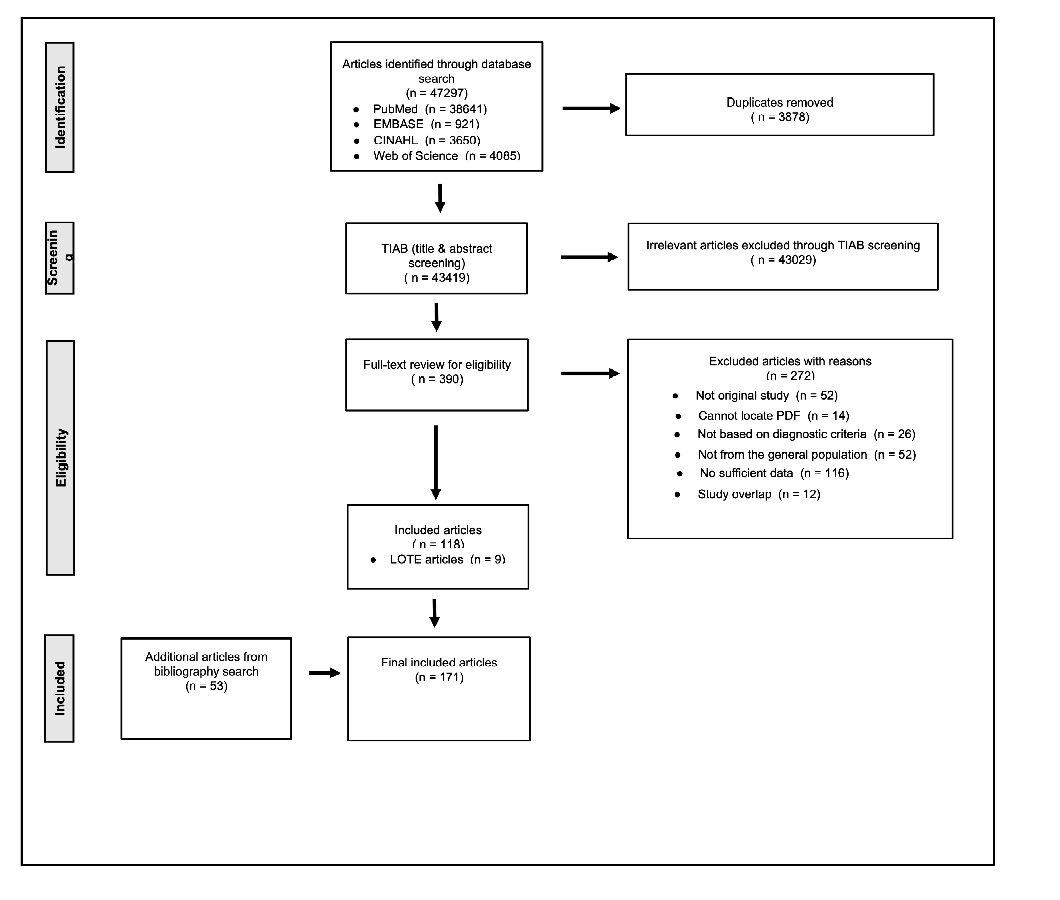 Identification
Articles identified through database
search
(n = 47297)
● PubMed (n = 38641)
● EMBASE (n = 921)
● CINAHL (n = 3650)
● Web of Science (n = 4085)
Duplicates removed
( n = 3878)
Screenin
g
TIAB (title & abstract
screening)
( n = 43419)
Irrelevant articles excluded through TIAB screening
( n = 43029)
Eligibility
Full-text review for eligibility
( n = 390)
Excluded articles with reasons
(n = 272)
● Not original study (n = 52)
● Cannot locate PDF (n = 14)
● Not based on diagnostic criteria (n = 26)
● Not from the general population (n = 52)
● No sufficient data (n = 116)
● Study overlap (n = 12)
Included articles
( n = 118)
● LOTE articles (n = 9)
Included
Additional articles from
bibliography search
(n = 53)
Final included articles
(n = 171)